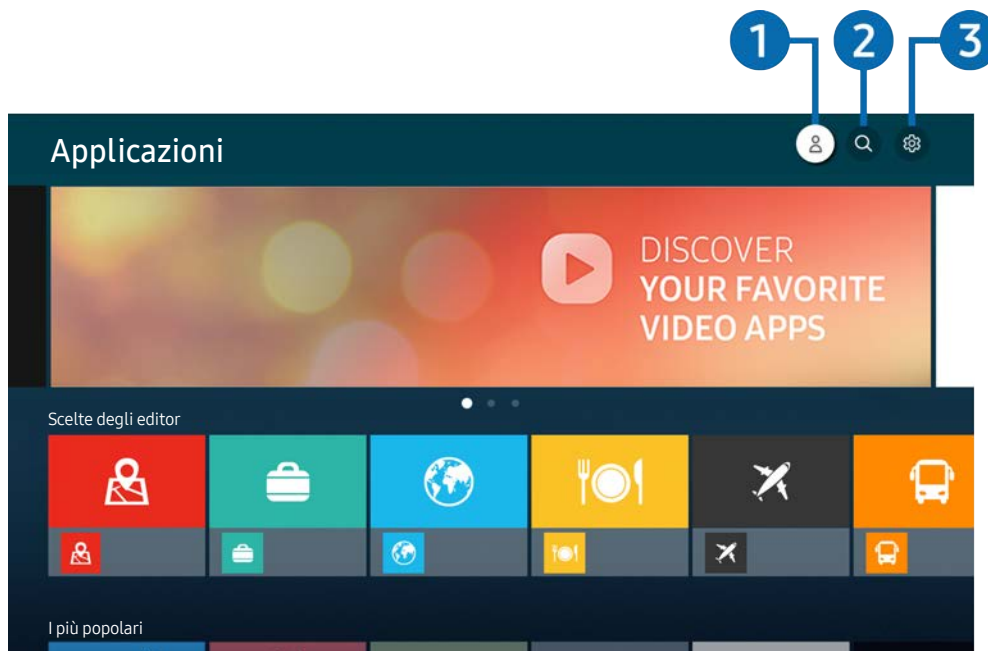 1 2 3
Applicazioni
DISCOVER
YOUR FAVORITE
VIDEO APPS
Scelte degli editor
I più popolari